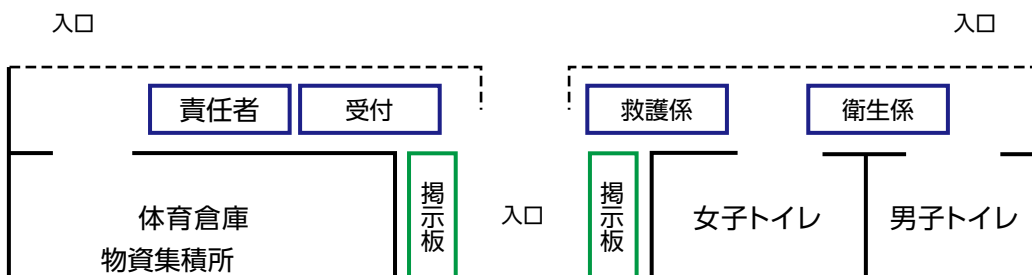 入口
入口
責任者
受付
救護係
衛生係
掲示板
入口
掲示板
体育倉庫
物資集積所
女子トイレ
男子トイレ